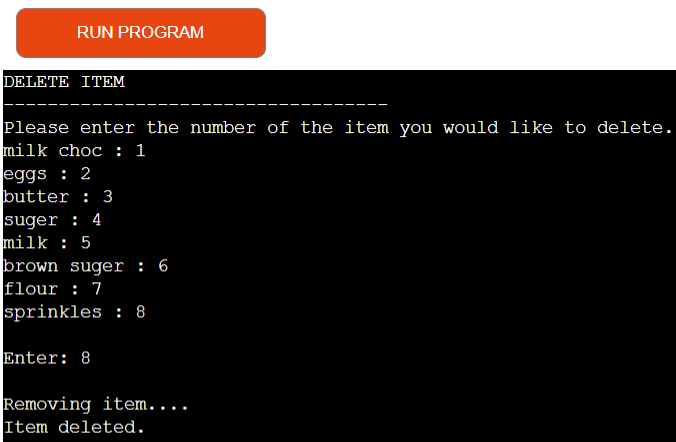 RUN PROGRAM
DELETE ITEM
-----------------------------------
Please enter the number of the item you would like to delete.
milk choc : 1
eggs : 2
butter : 3
suger : 4
milk : 5
brown suger : 6
flour : 7
sprinkles : 8
Enter: 8
Removing item....
Item deleted.